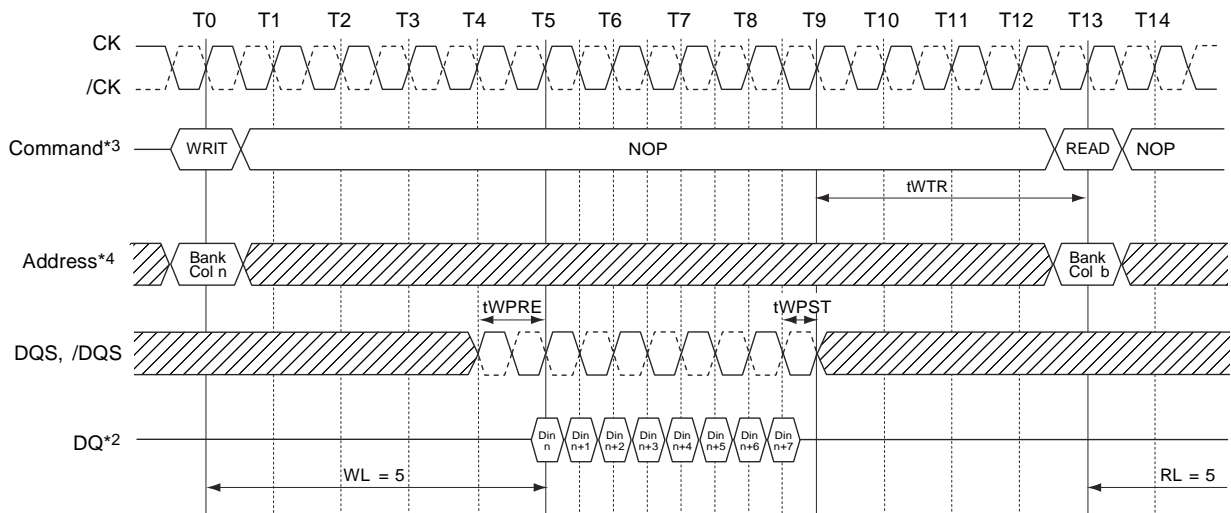 T0 T1 T2 T3 T4 T5 T6 T7 T8 T9 T10 T11 T12 T13 T14
CK
/CK
Command*3 WRIT NOP READ NOP
tWTR
Address*4 Bank Col n Bank Col b
tWPRE tWPST
DQS, /DQS
DQ*2 Din n Din n+1 Din n+2 Din n+3 Din n+4 Din n+5 Din n+6 Din n+7
WL = 5 RL = 5